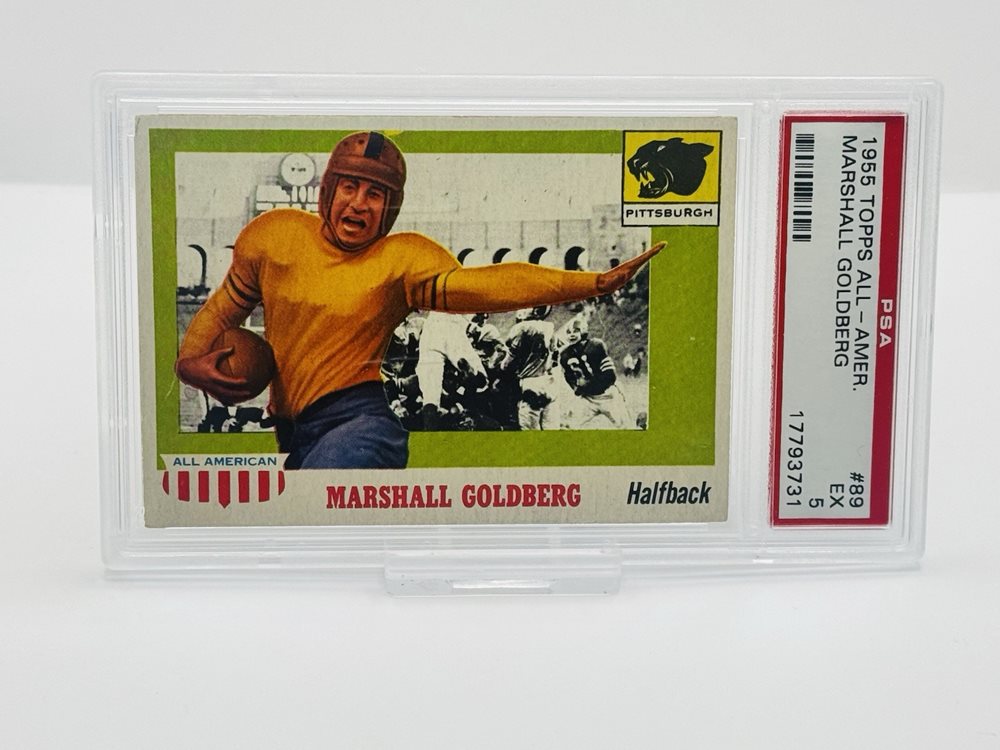 PITTSBURGH
ALL AMERICAN
MARSHALL GOLDBERG
Halfback
PSA
1955 TOPPS ALL - AMER. #89
MARSHALL GOLDBERG EX
5
17793731